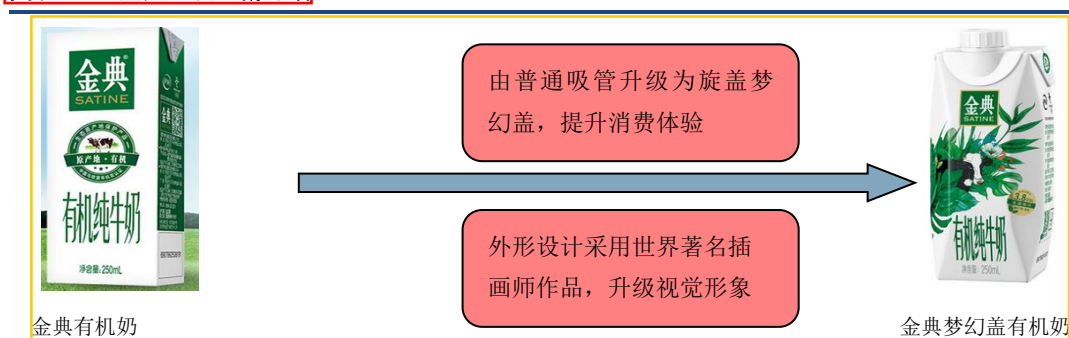 金典
SATINE
原产地·有机
有机纯牛奶
净含量: 250mL
由普通吸管升级为旋盖梦
幻盖，提升消费体验
外形设计采用世界著名插
画师作品，升级视觉形象
金典
SATINE
3.8
有机纯牛奶
净含量: 250mL
金典有机奶
金典梦幻盖有机奶